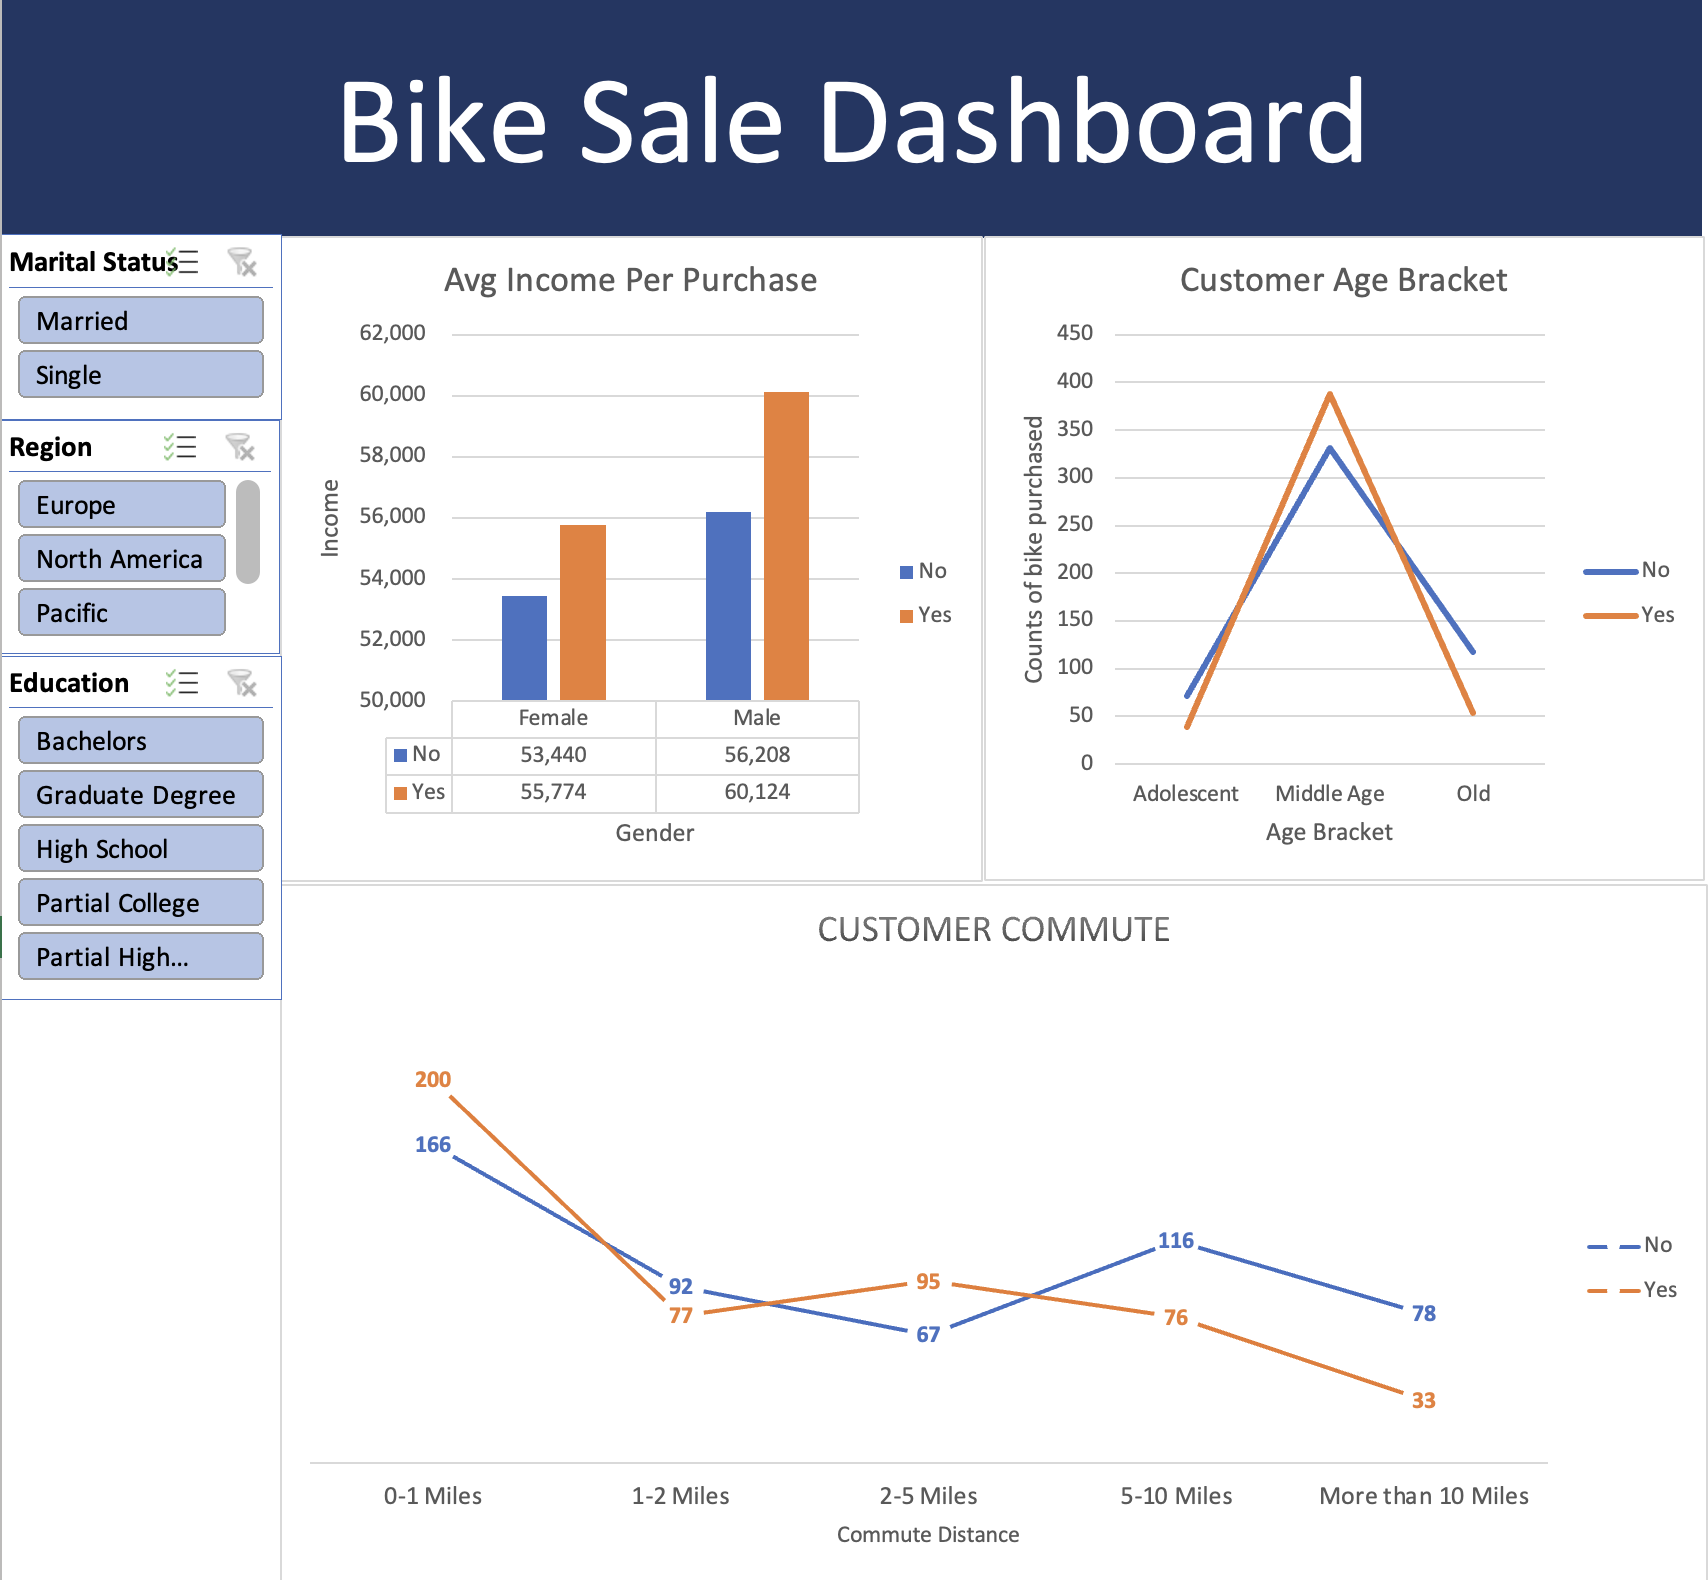 Bike Sale Dashboard
Marital Status
Married
Single
Region
Europe
North America
Pacific
Education
Bachelors
Graduate Degree
High School
Partial College
Partial High...
Avg Income Per Purchase
62,000
60,000
58,000
56,000
54,000
52,000
50,000
Income
Female Male
No 53,440 56,208
Yes 55,774 60,124
Gender
No
Yes
Customer Age Bracket
450
400
350
300
250
200
150
100
50
0
Counts of bike purchased
Adolescent Middle Age Old
Age Bracket
No
Yes
CUSTOMER COMMUTE
200
166
92
77
95
67
116
76
78
33
0-1 Miles 1-2 Miles 2-5 Miles 5-10 Miles More than 10 Miles
Commute Distance
No
Yes